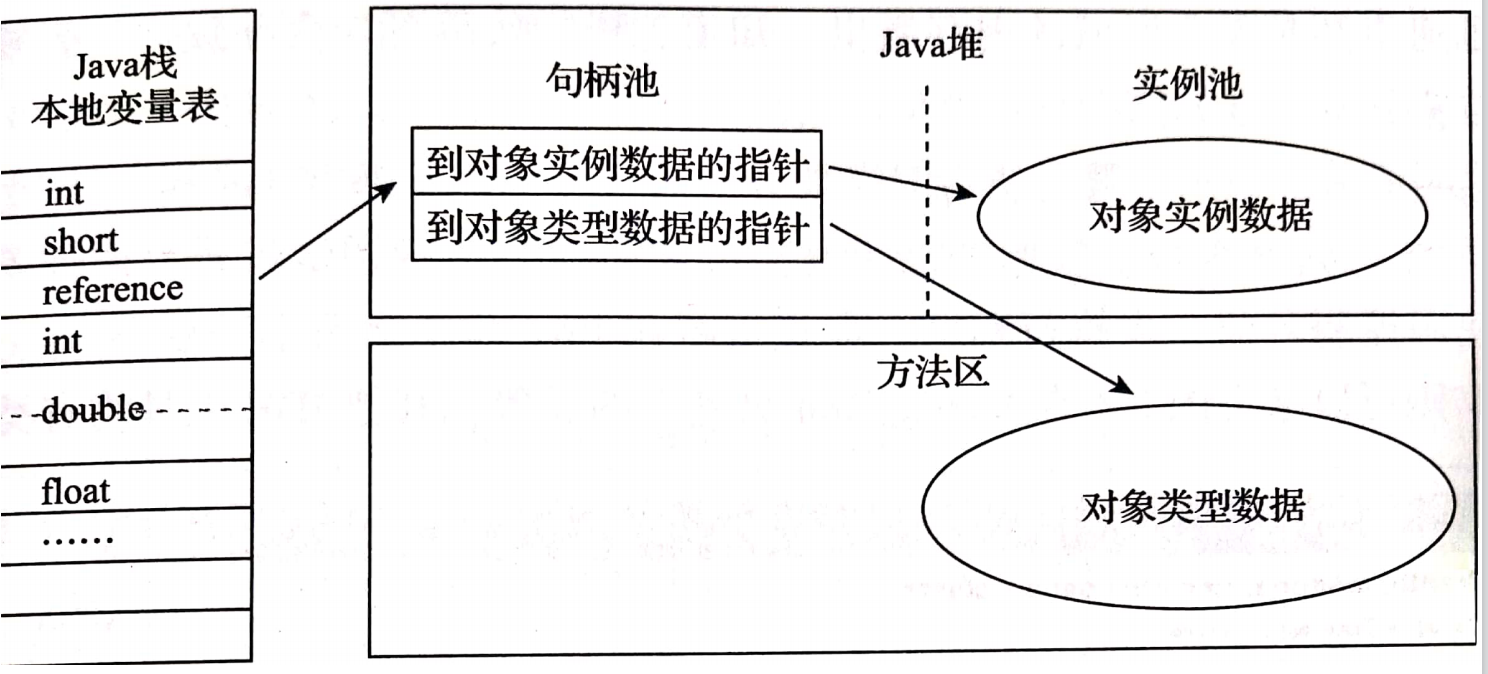 Java栈
本地变量表
int
short
reference
int
double
float
……
Java堆
句柄池
实例池
到对象实例数据的指针
到对象类型数据的指针
对象实例数据
方法区
对象类型数据